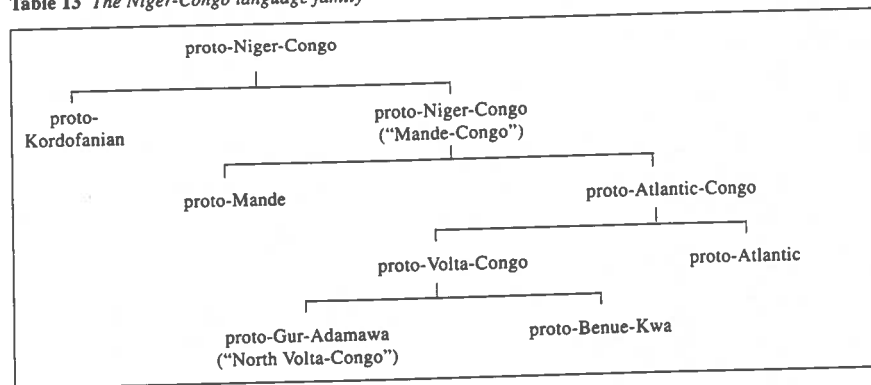 Table 13 The Niger-Congo language family
proto-Niger-Congo
proto-
Kordofanian
proto-Niger-Congo
("Mande-Congo")
proto-Mande
proto-Atlantic-Congo
proto-Volta-Congo
proto-Atlantic
proto-Gur-Adamawa
("North Volta-Congo")
proto-Benue-Kwa